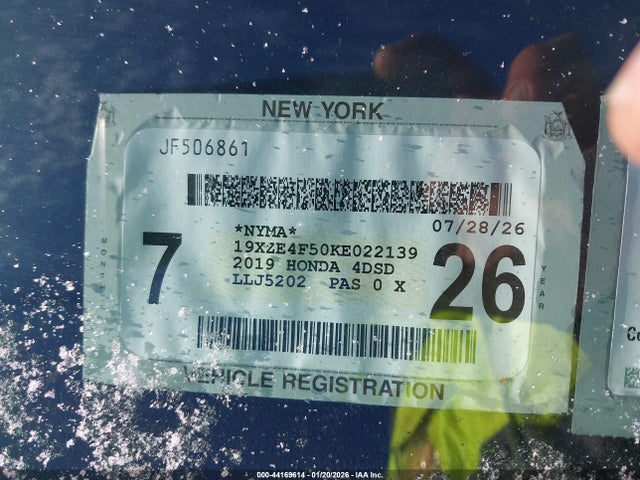 NEW YORK
JF506861
07/28/26
*NYMA*
19XZE4F50KE022139
2019 HONDA 4DSD
LLJ5202 PAS 0 X
MONTH
7
26
YEAR
VEHICLE REGISTRATION
Co
000-44169614 - 01/20/2026 - IAA Inc.